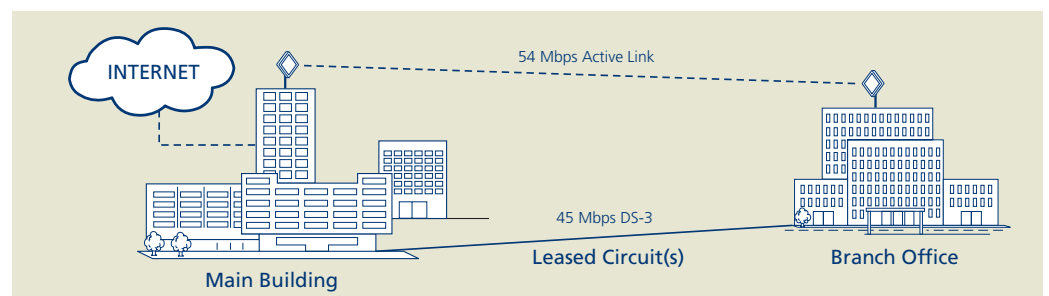 INTERNET
54 Mbps Active Link
45 Mbps DS-3
Leased Circuit(s)
Main Building
Branch Office